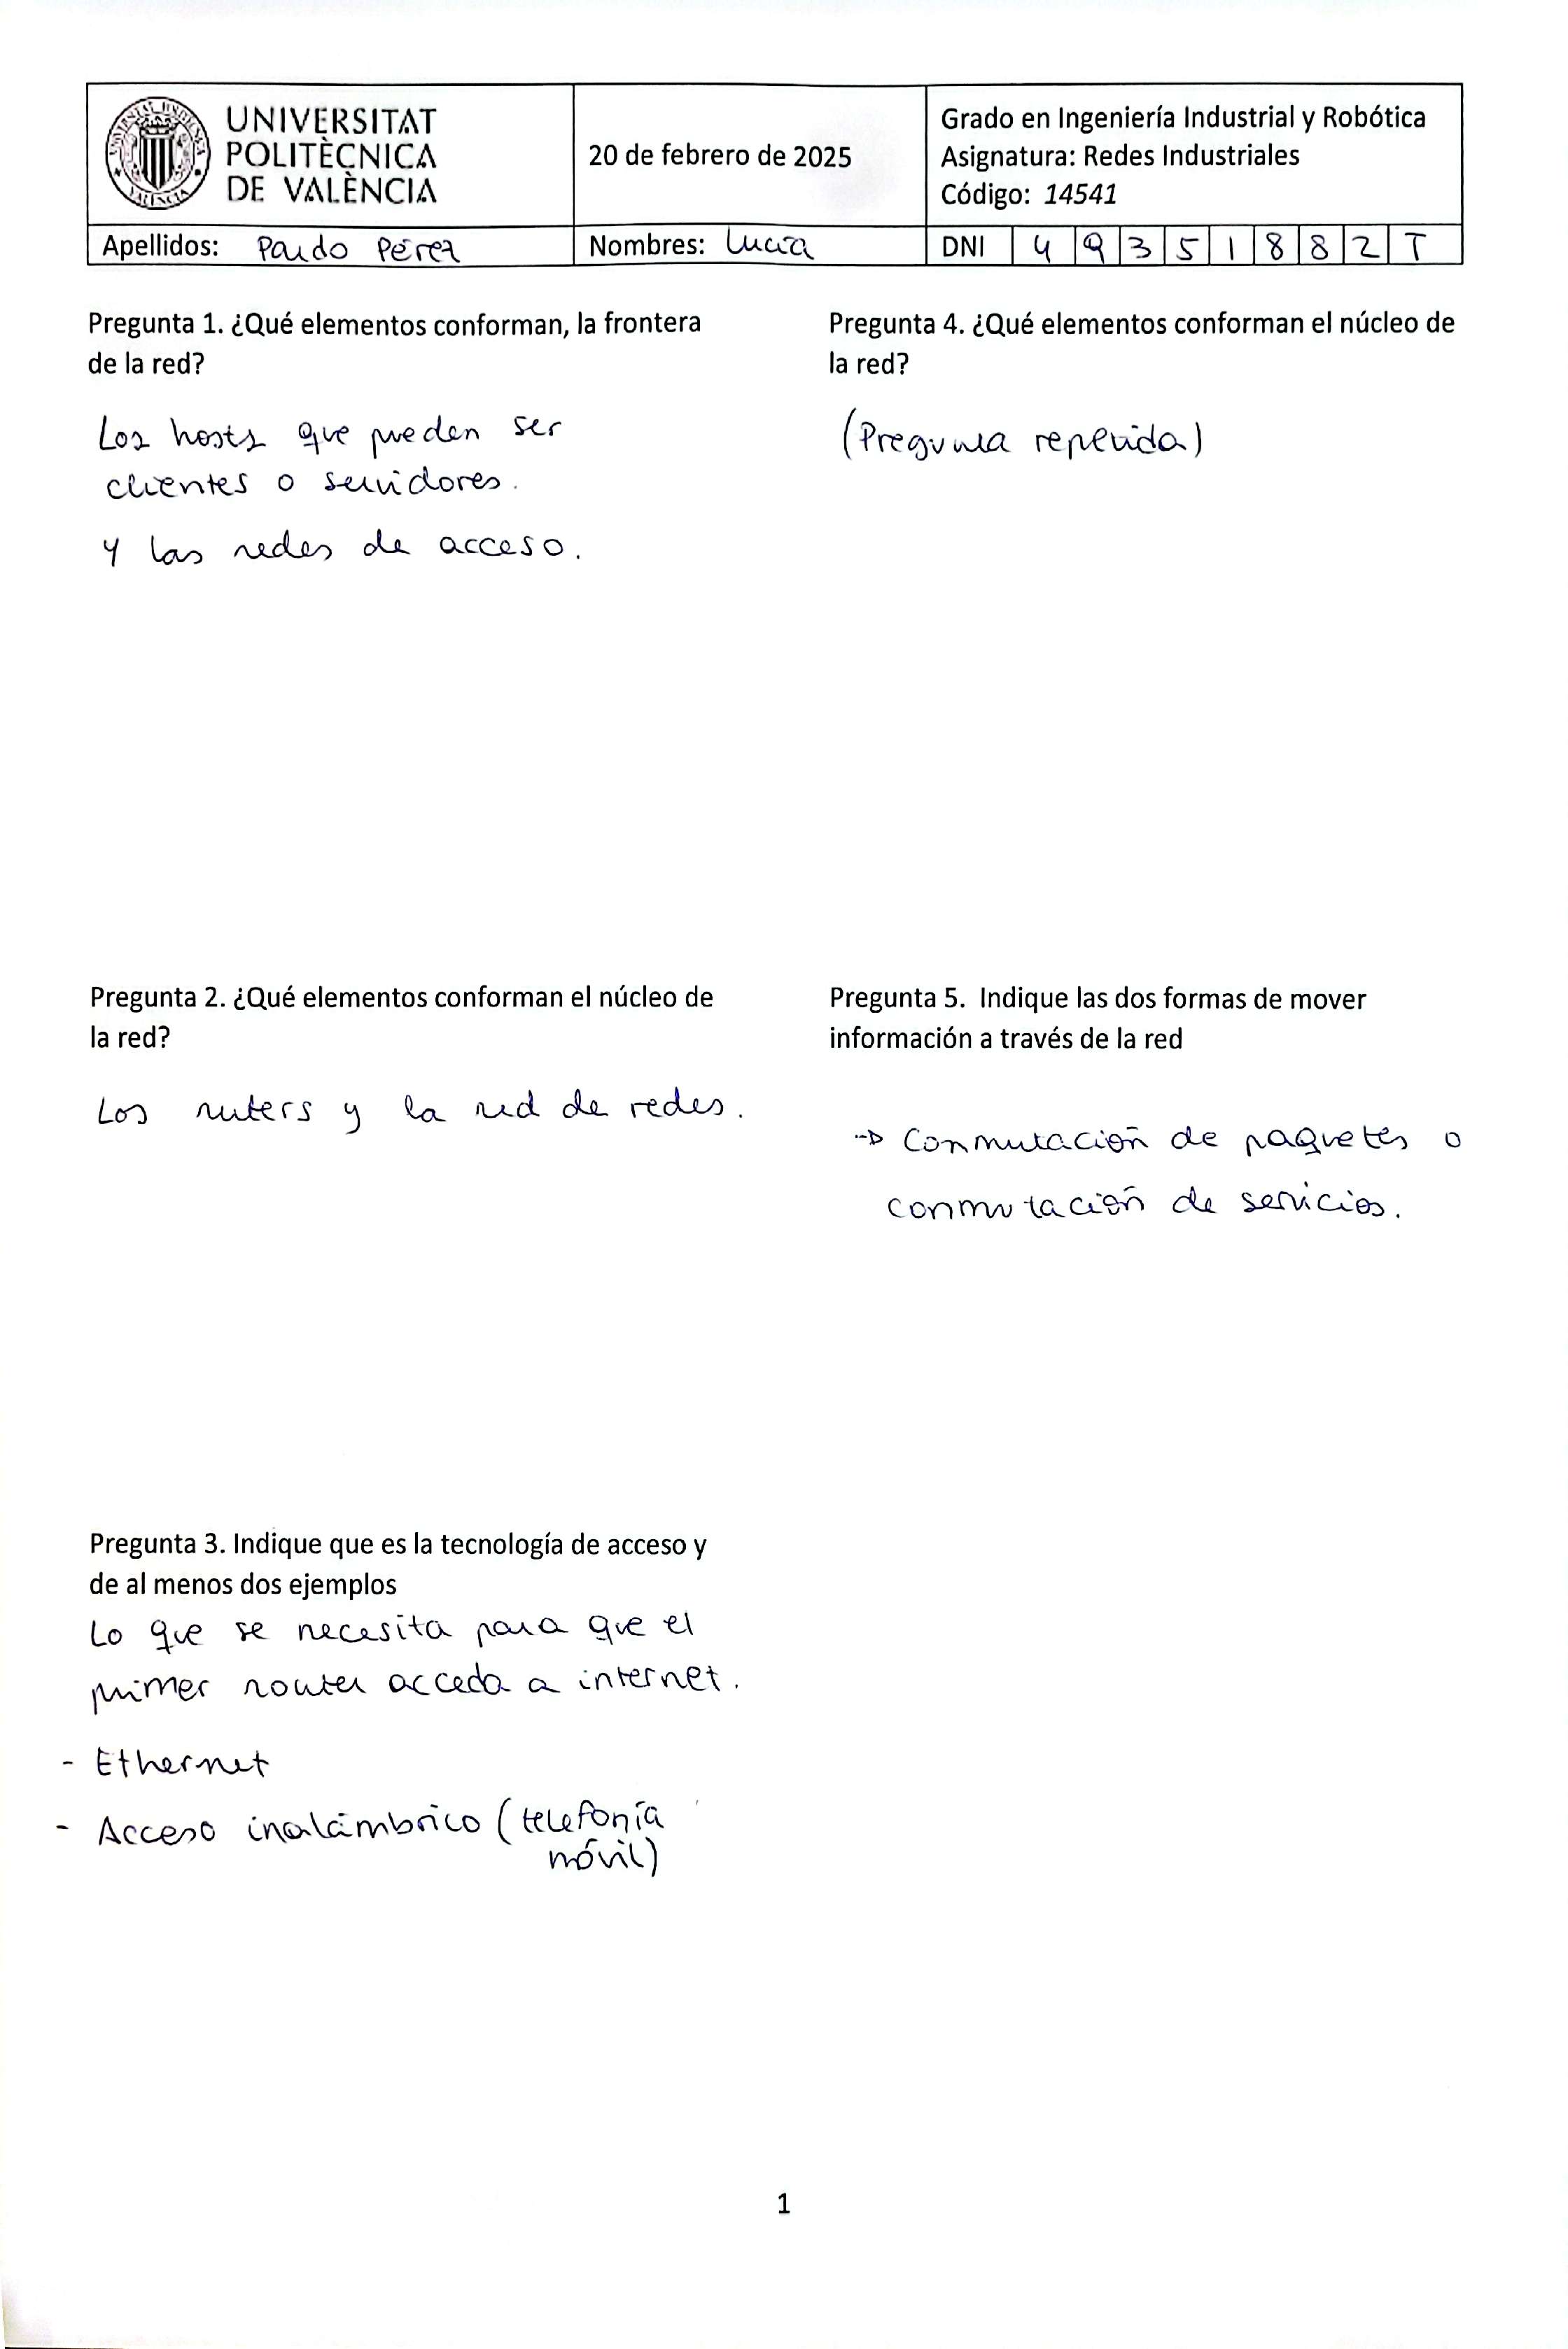 UNIVERSITAT
POLITÈCNICA
DE VALÈNCIA
20 de febrero de 2025
Grado en Ingeniería Industrial y Robótica
Asignatura: Redes Industriales
Código: 14541
Apellidos: Pardo Pérez
Nombres: Lucía
DNI 4 9 3 5 1 8 8 2 T
Pregunta 1. ¿Qué elementos conforman, la frontera
de la red?
Los hosts que pueden ser
clientes o servidores.
Y las redes de acceso.
Pregunta 2. ¿Qué elementos conforman el núcleo de
la red?
Los ruters y la red de redes.
Pregunta 3. Indique que es la tecnología de acceso y
de al menos dos ejemplos
Lo que se necesita para que el
primer router acceda a internet.
- Ethernet
- Acceso inalámbrico (telefonía
móvil)
Pregunta 4. ¿Qué elementos conforman el núcleo de
la red?
(Pregunta repetida)
Pregunta 5. Indique las dos formas de mover
información a través de la red
→ Conmutación de paquetes o
conmutación de servicios.
1